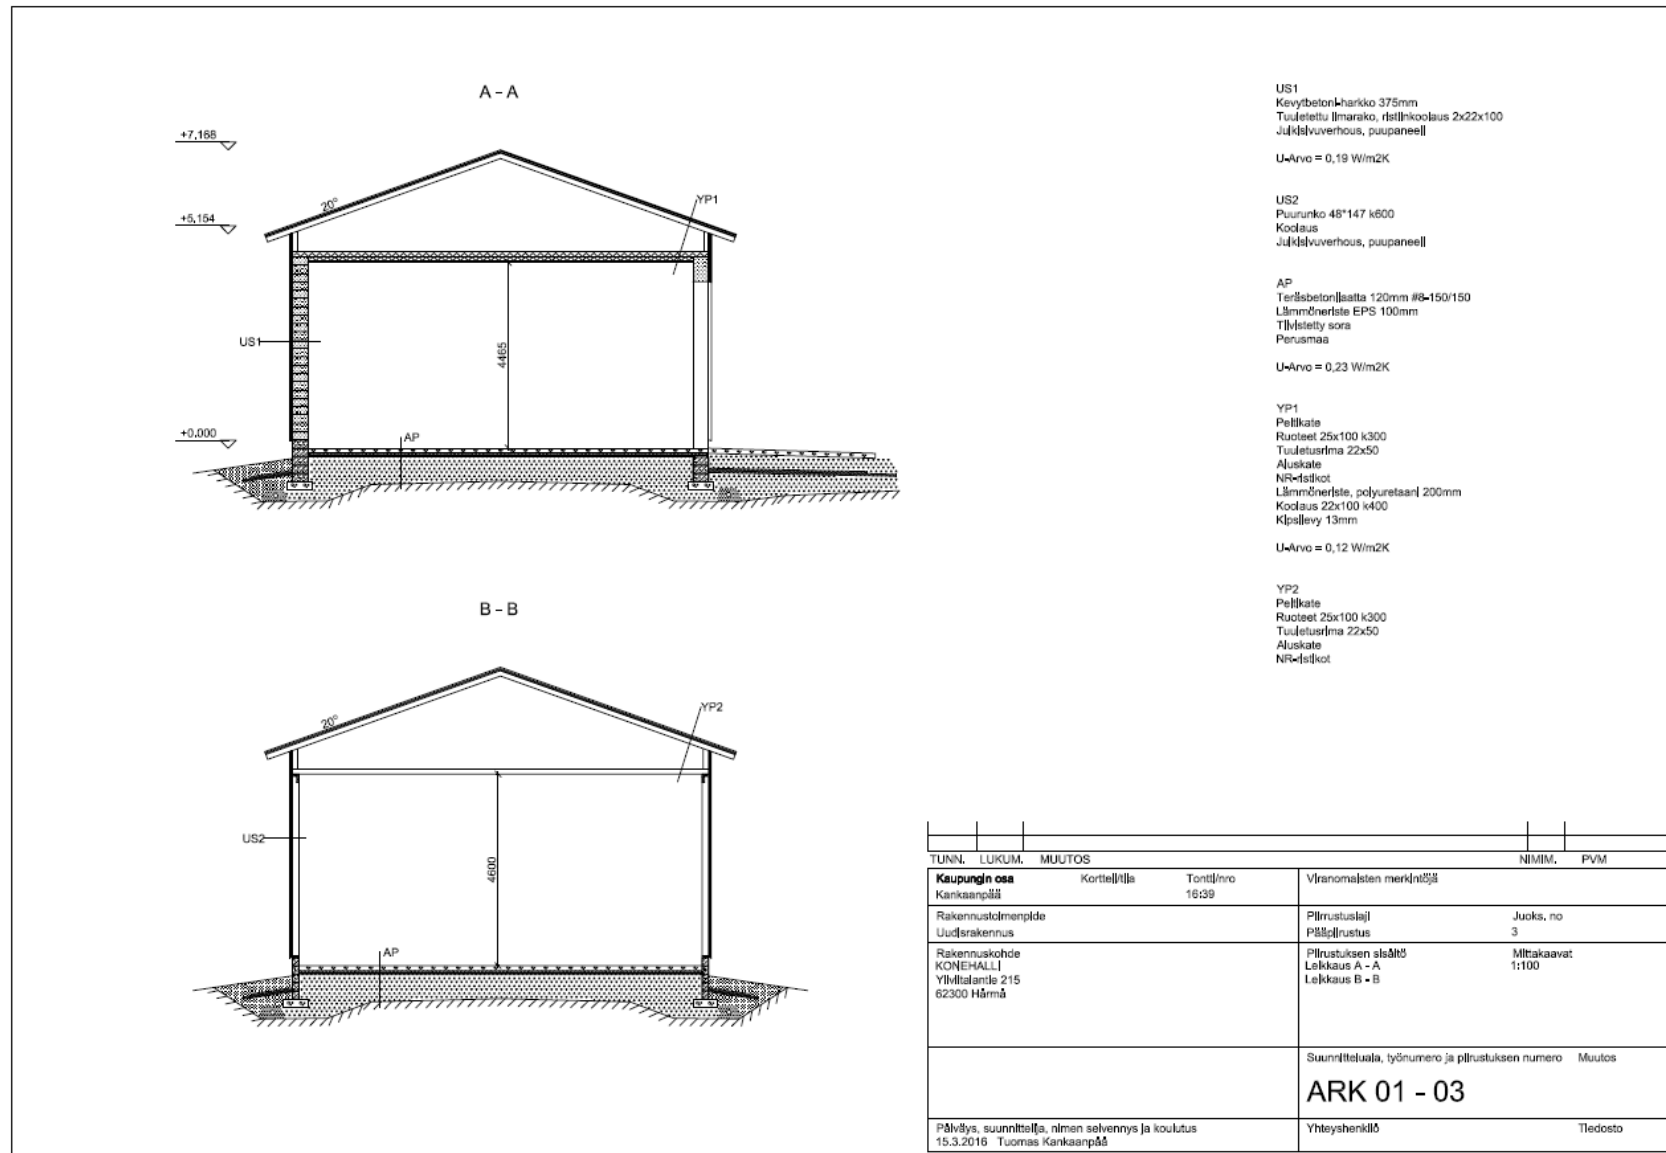 A - A
+7,168
+5,154
+0,000
20°
YP1
US1
4465
AP
B - B
20°
YP2
US2
4600
AP
US1
Kevytbetoni-harkko 375mm
Tuuletettu ilmarako, ristiinkoolaus 2x22x100
Julkisivuverhous, puupaneeli
U-Arvo = 0,19 W/m2K
US2
Puurunko 48*147 k600
Koolaus
Julkisivuverhous, puupaneeli
AP
Teräsbetonilaatta 120mm #8-150/150
Lämmöneriste EPS 100mm
Tiivistetty sora
Perusmaa
U-Arvo = 0,23 W/m2K
YP1
Peltikate
Ruoteet 25x100 k300
Tuuletusrima 22x50
Aluskate
NR-ristikot
Lämmöneriste, polyuretaani 200mm
Koolaus 22x100 k400
Kipsilevy 13mm
U-Arvo = 0,12 W/m2K
YP2
Peltikate
Ruoteet 25x100 k300
Tuuletusrima 22x50
Aluskate
NR-ristikot
TUNN. LUKUM. MUUTOS NIMIM. PVM
Kaupungin osa Kortteli/tila Tontti/nro Viranomaisten merkintöjä
Kankaanpää 16:39
Rakennustoimenpide Piirrustuslaji Juoks. no
Uudisrakennus Pääpiirustus 3
Rakennuskohde Piirustuksen sisältö Mittakaavat
KONEHALLI Leikkaus A - A 1:100
Ylivitalantie 215 Leikkaus B - B
62300 Härmä
Suunnitteluala, työnumero ja piirustuksen numero Muutos
ARK 01 - 03
Päiväys, suunnittelija, nimen selvennys ja koulutus Yhteyshenkilö Tiedosto
15.3.2016 Tuomas Kankaanpää